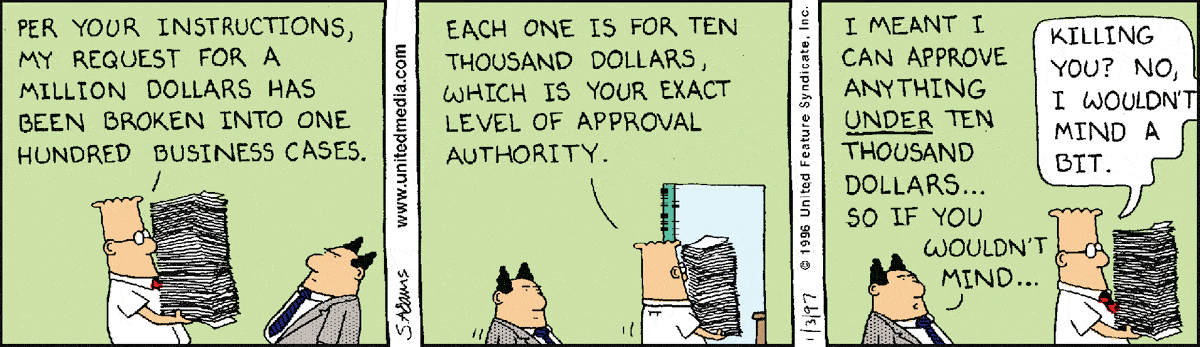 PER YOUR INSTRUCTIONS,
MY REQUEST FOR A
MILLION DOLLARS HAS
BEEN BROKEN INTO ONE
HUNDRED BUSINESS CASES.
www.unitedmedia.com
S.Adams
EACH ONE IS FOR TEN
THOUSAND DOLLARS,
WHICH IS YOUR EXACT
LEVEL OF APPROVAL
AUTHORITY.
1/3/97 © 1996 United Feature Syndicate, Inc.
I MEANT I
CAN APPROVE
ANYTHING
UNDER TEN
THOUSAND
DOLLARS...
SO IF YOU
WOULDN'T
MIND...
KILLING
YOU? NO,
I WOULDN'T
MIND A
BIT.